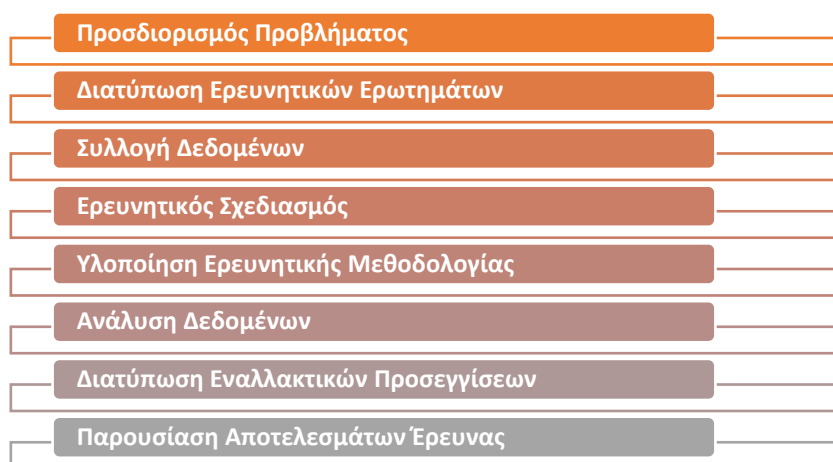 Προσδιορισμός Προβλήματος
Διατύπωση Ερευνητικών Ερωτημάτων
Συλλογή Δεδομένων
Ερευνητικός Σχεδιασμός
Υλοποίηση Ερευνητικής Μεθοδολογίας
Ανάλυση Δεδομένων
Διατύπωση Εναλλακτικών Προσεγγίσεων
Παρουσίαση Αποτελεσμάτων Έρευνας